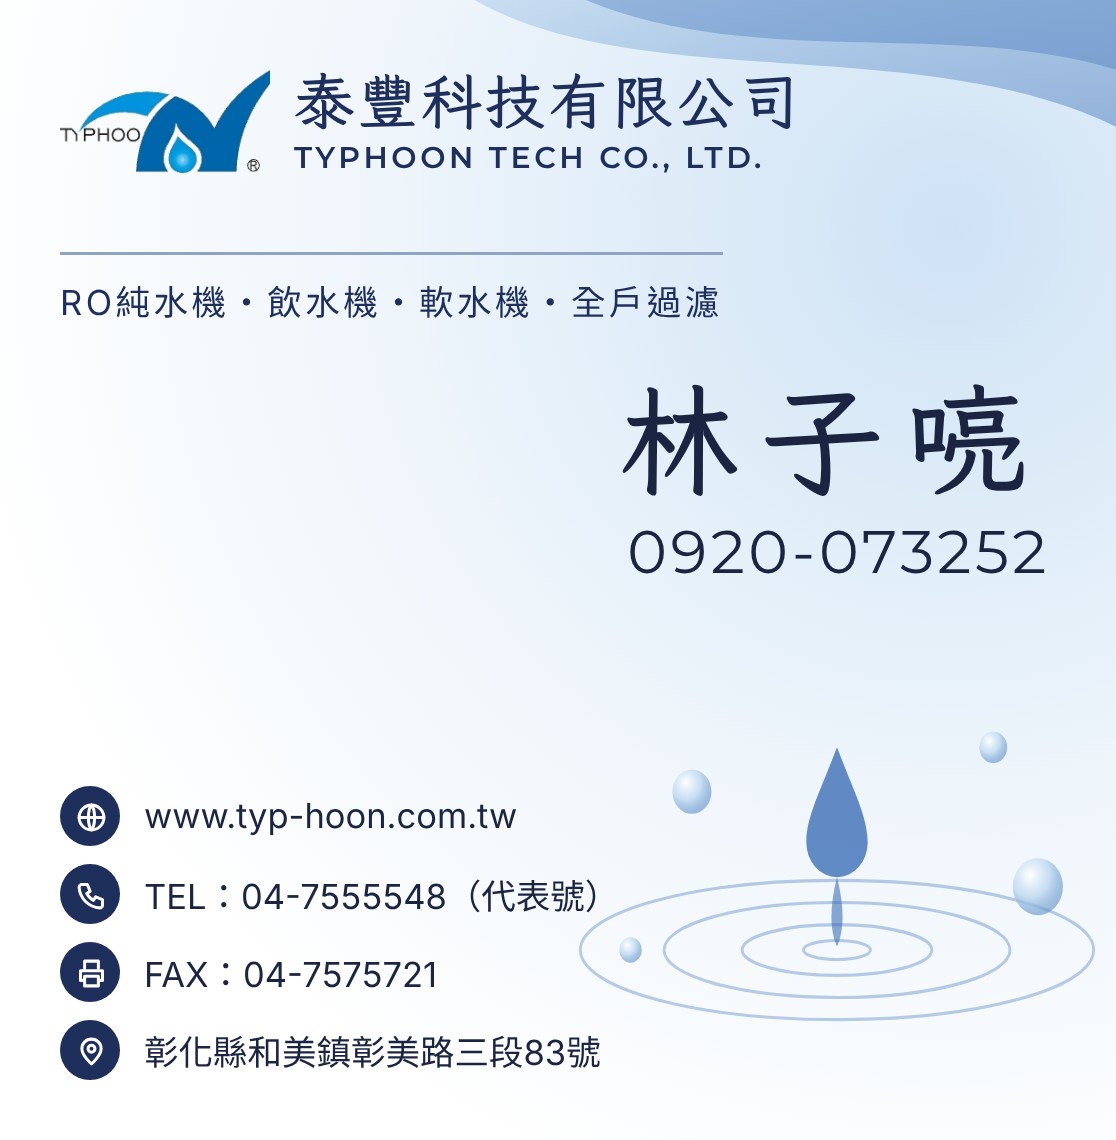 TYPHOO
®
泰豐科技有限公司
TYPHOON TECH CO., LTD.
RO純水機・飲水機・軟水機・全戶過濾
林子喨
0920-073252
www.typ-hoon.com.tw
TEL：04-7555548（代表號）
FAX：04-7575721
彰化縣和美鎮彰美路三段83號